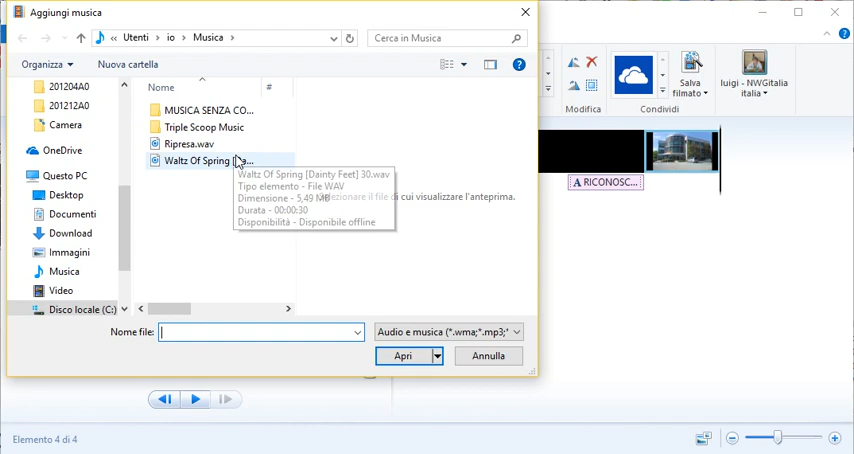 Aggiungi musica
« Utenti > io > Musica >
Cerca in Musica
Organizza
Nuova cartella
201204A0
201212A0
Camera
OneDrive
Questo PC
Desktop
Documenti
Download
Immagini
Musica
Video
Disco locale (C:)
Nome
#
MUSICA SENZA CO...
Triple Scoop Music
Ripresa.wav
Waltz Of Spring
Waltz Of Spring [Dainty Feet] 30.wav
Tipo elemento - File WAV
Dimensione - 5,49 MB
Durata - 00:00:30
Disponibilità - Disponibile offline
Selezionare il file di cui visualizzare l'anteprima.
Nome file:
Audio e musica (*.wma;*.mp3;*
Apri
Annulla
Salva
filmato
luigi - NWGitalia
italia
Modifica
Condividi
A RICONOSC...
Elemento 4 di 4